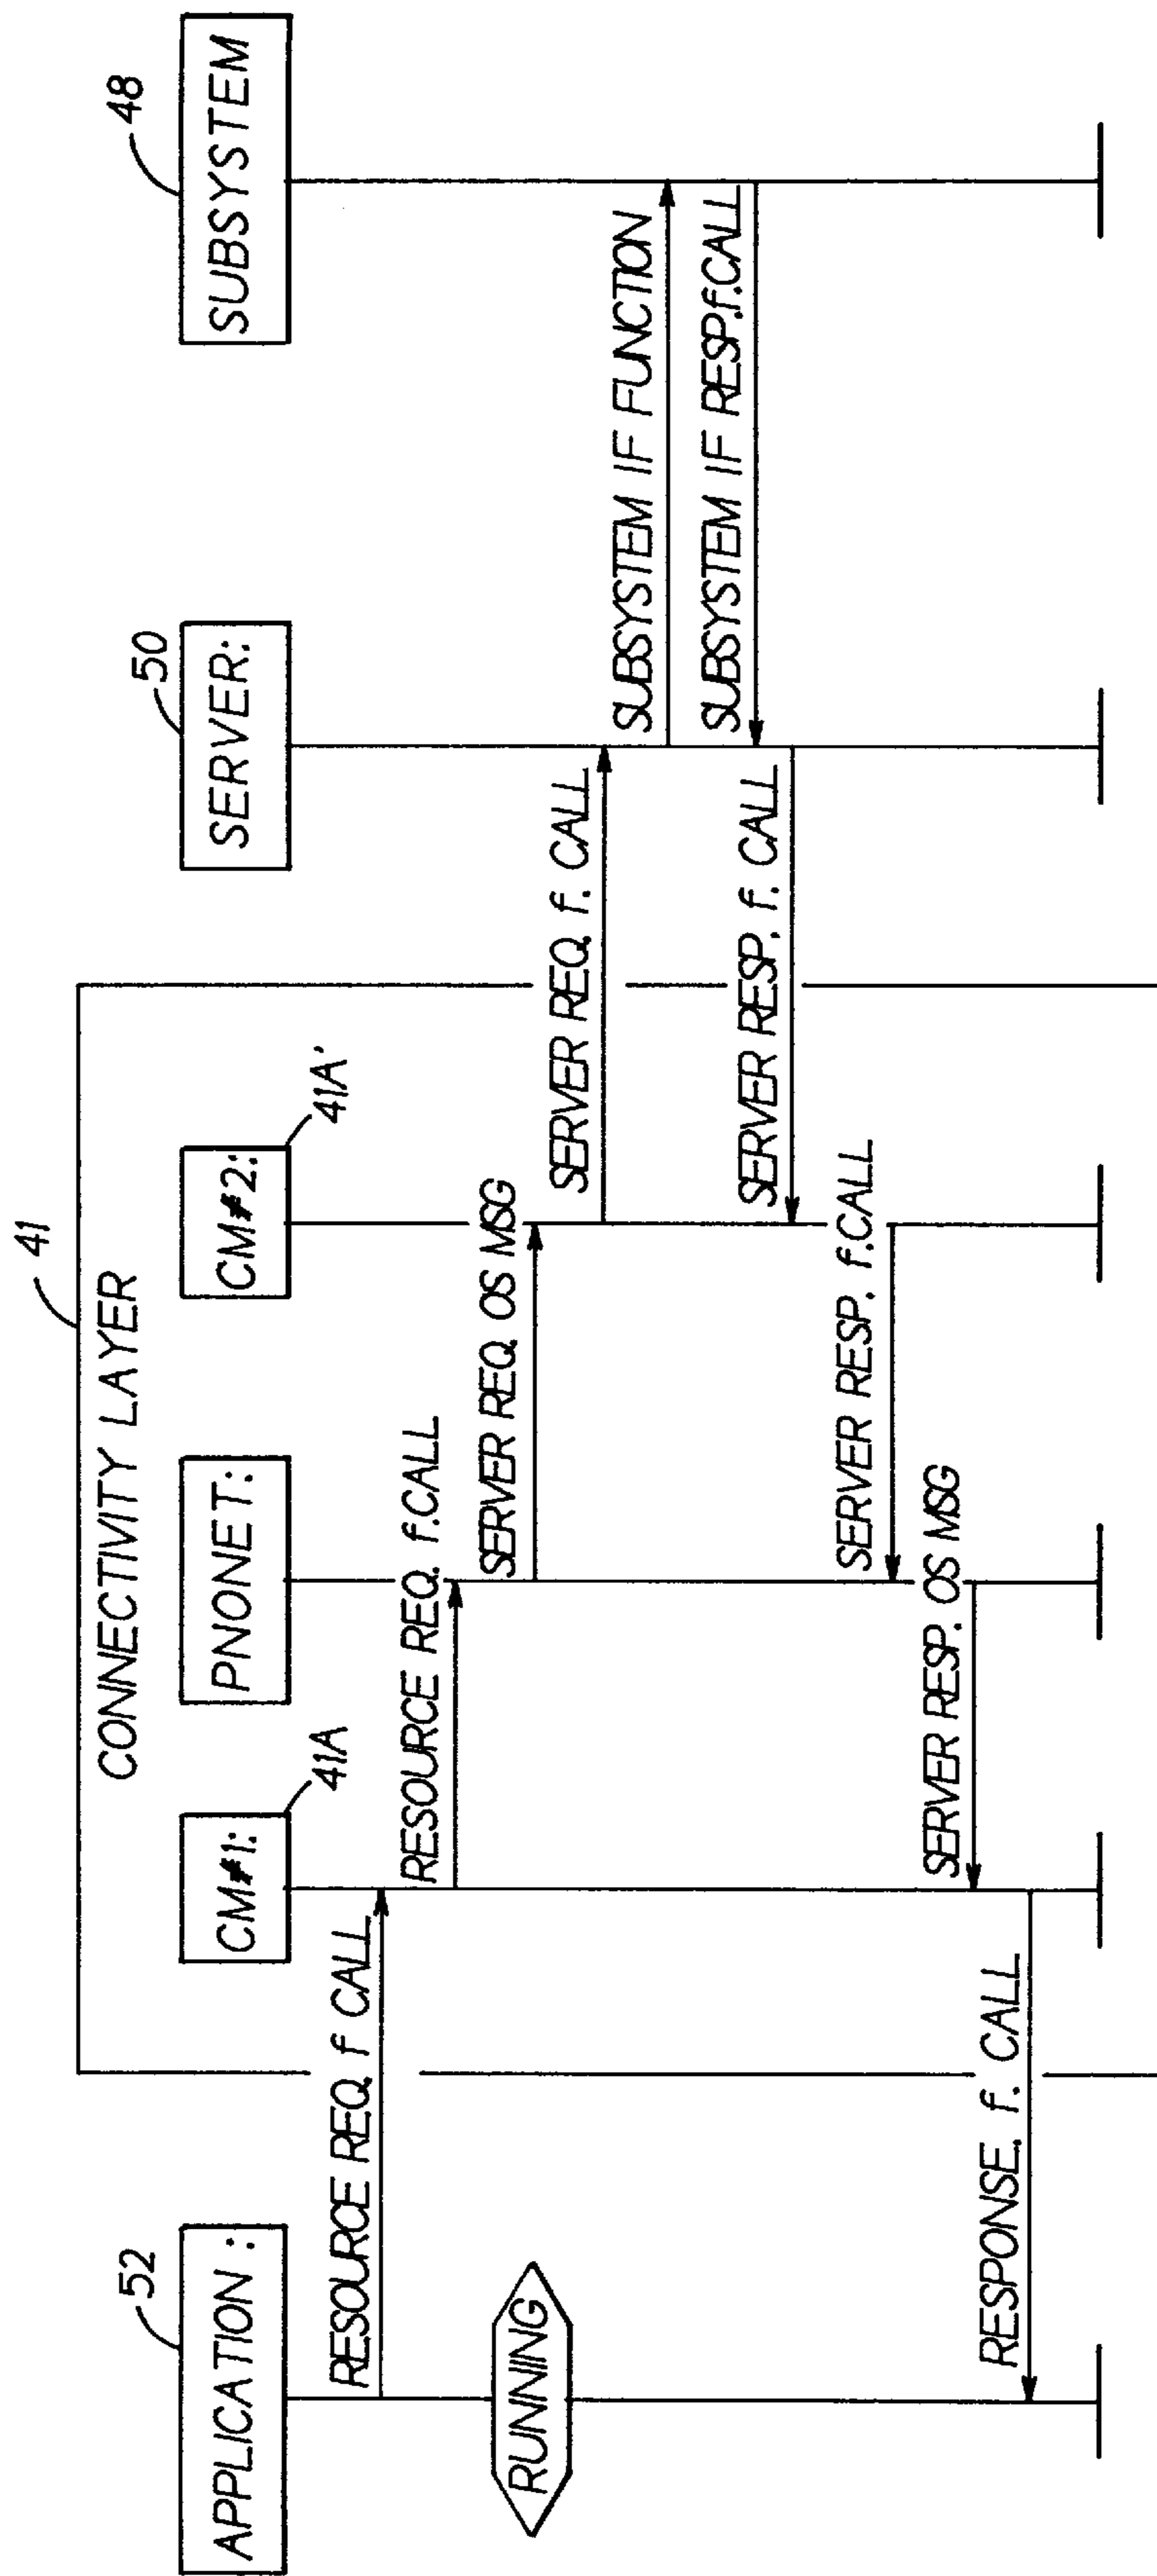 41
CONNECTIVITY LAYER
52
41A
41A'
50
48
APPLICATION :
CM#1:
PNONET:
CM#2:
SERVER:
SUBSYSTEM
RESOURCE REQ. f CALL
RESOURCE REQ. f.CALL
RUNNING
SERVER REQ. OS MSG
SERVER REQ. f. CALL
SUBSYSTEM IF FUNCTION
SUBSYSTEM IF RESP.f.CALL
SERVER RESP. f. CALL
SERVER RESP. f.CALL
SERVER RESP. OS MSG
RESPONSE. f. CALL